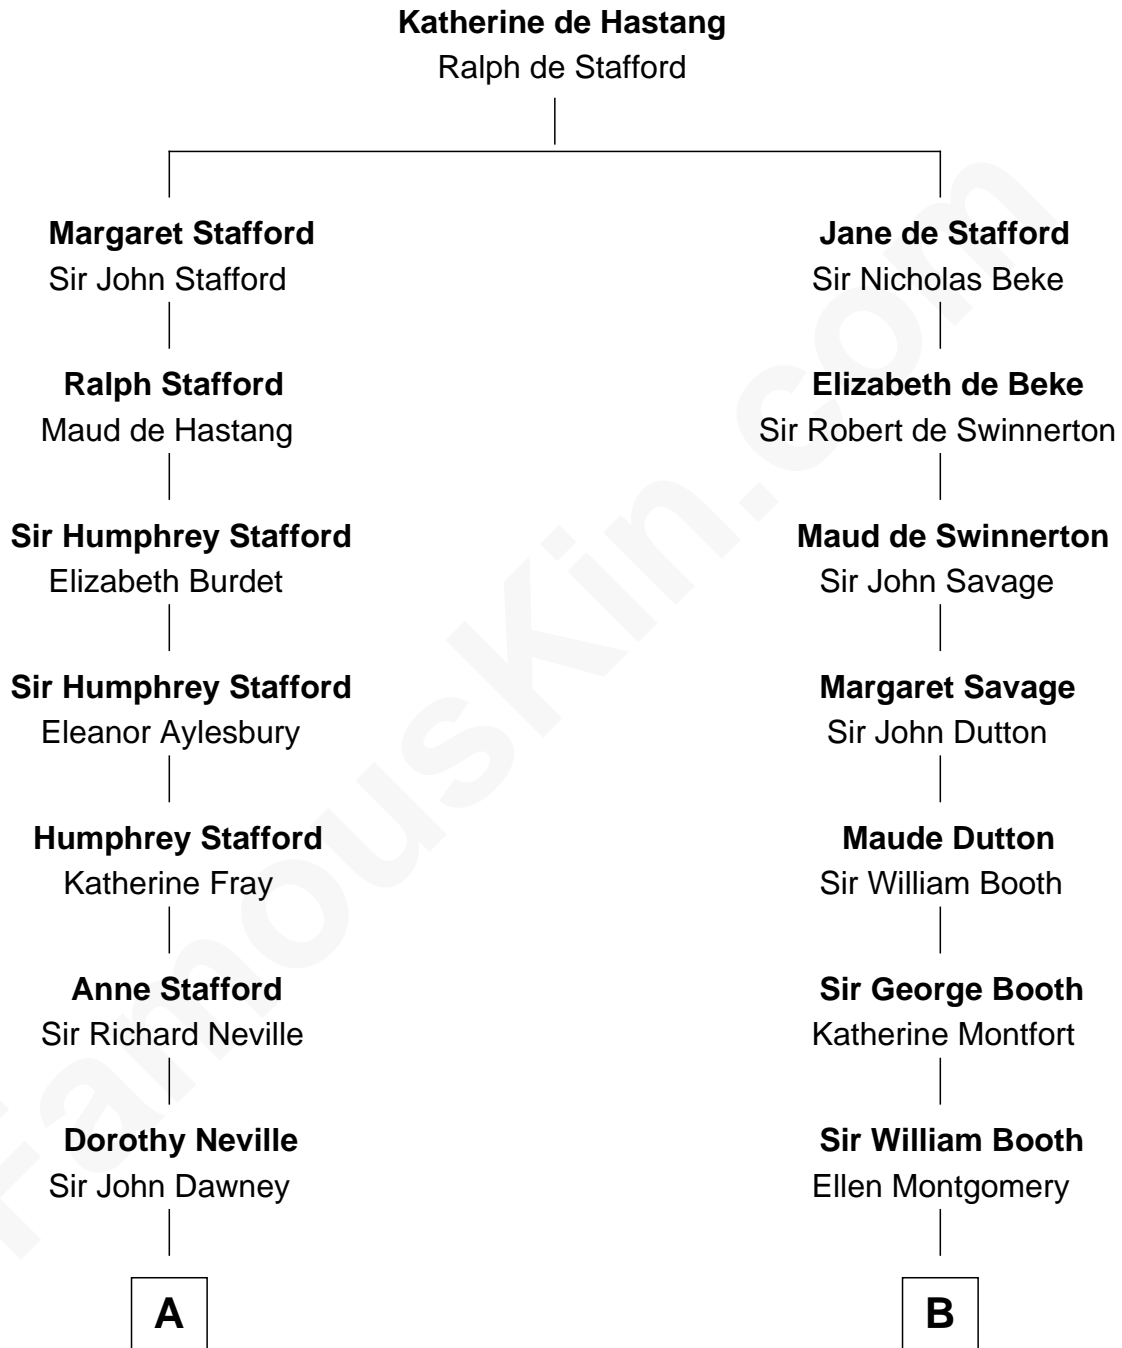 Katherine de Hastang
Ralph de Stafford
Margaret Stafford
Sir John Stafford
Jane de Stafford
Sir Nicholas Beke
Ralph Stafford
Maud de Hastang
Elizabeth de Beke
Sir Robert de Swinnerton
Sir Humphrey Stafford
Elizabeth Burdet
Maud de Swinnerton
Sir John Savage
Sir Humphrey Stafford
Eleanor Aylesbury
Margaret Savage
Sir John Dutton
Humphrey Stafford
Katherine Fray
Maude Dutton
Sir William Booth
Anne Stafford
Sir Richard Neville
Sir George Booth
Katherine Montfort
Dorothy Neville
Sir John Dawney
Sir William Booth
Ellen Montgomery
A
B
FamousKin.com